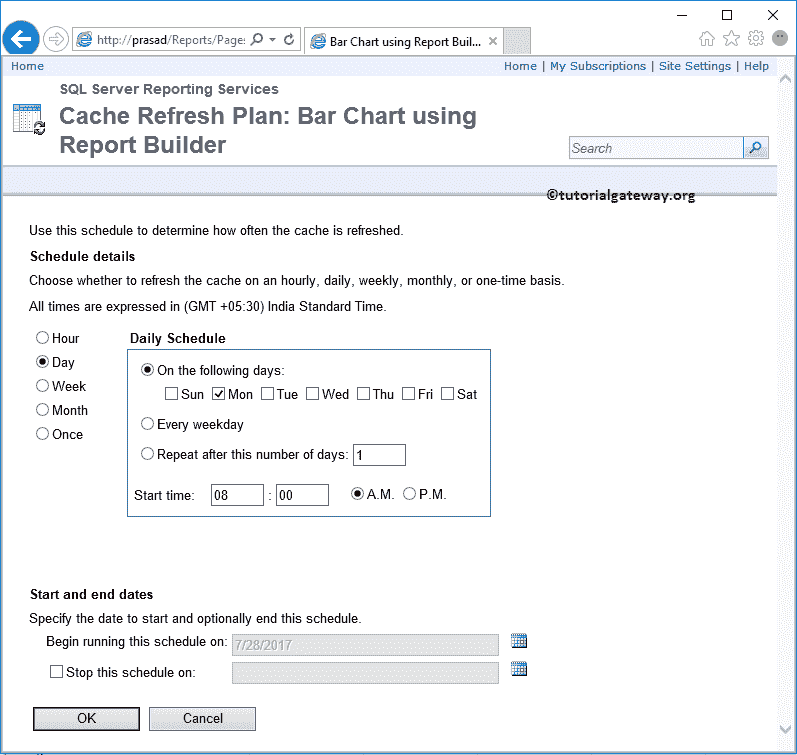 http://prasad/Reports/Page:
Bar Chart using Report Buil...
Home
Home | My Subscriptions | Site Settings | Help
SQL Server Reporting Services
Cache Refresh Plan: Bar Chart using
Report Builder
Search
©tutorialgateway.org
Use this schedule to determine how often the cache is refreshed.
Schedule details
Choose whether to refresh the cache on an hourly, daily, weekly, monthly, or one-time basis.
All times are expressed in (GMT +05:30) India Standard Time.
Hour
Day
Week
Month
Once
Daily Schedule
On the following days:
Sun Mon Tue Wed Thu Fri Sat
Every weekday
Repeat after this number of days: 1
Start time: 08 : 00 A.M. P.M.
Start and end dates
Specify the date to start and optionally end this schedule.
Begin running this schedule on: 7/28/2017
Stop this schedule on:
OK Cancel